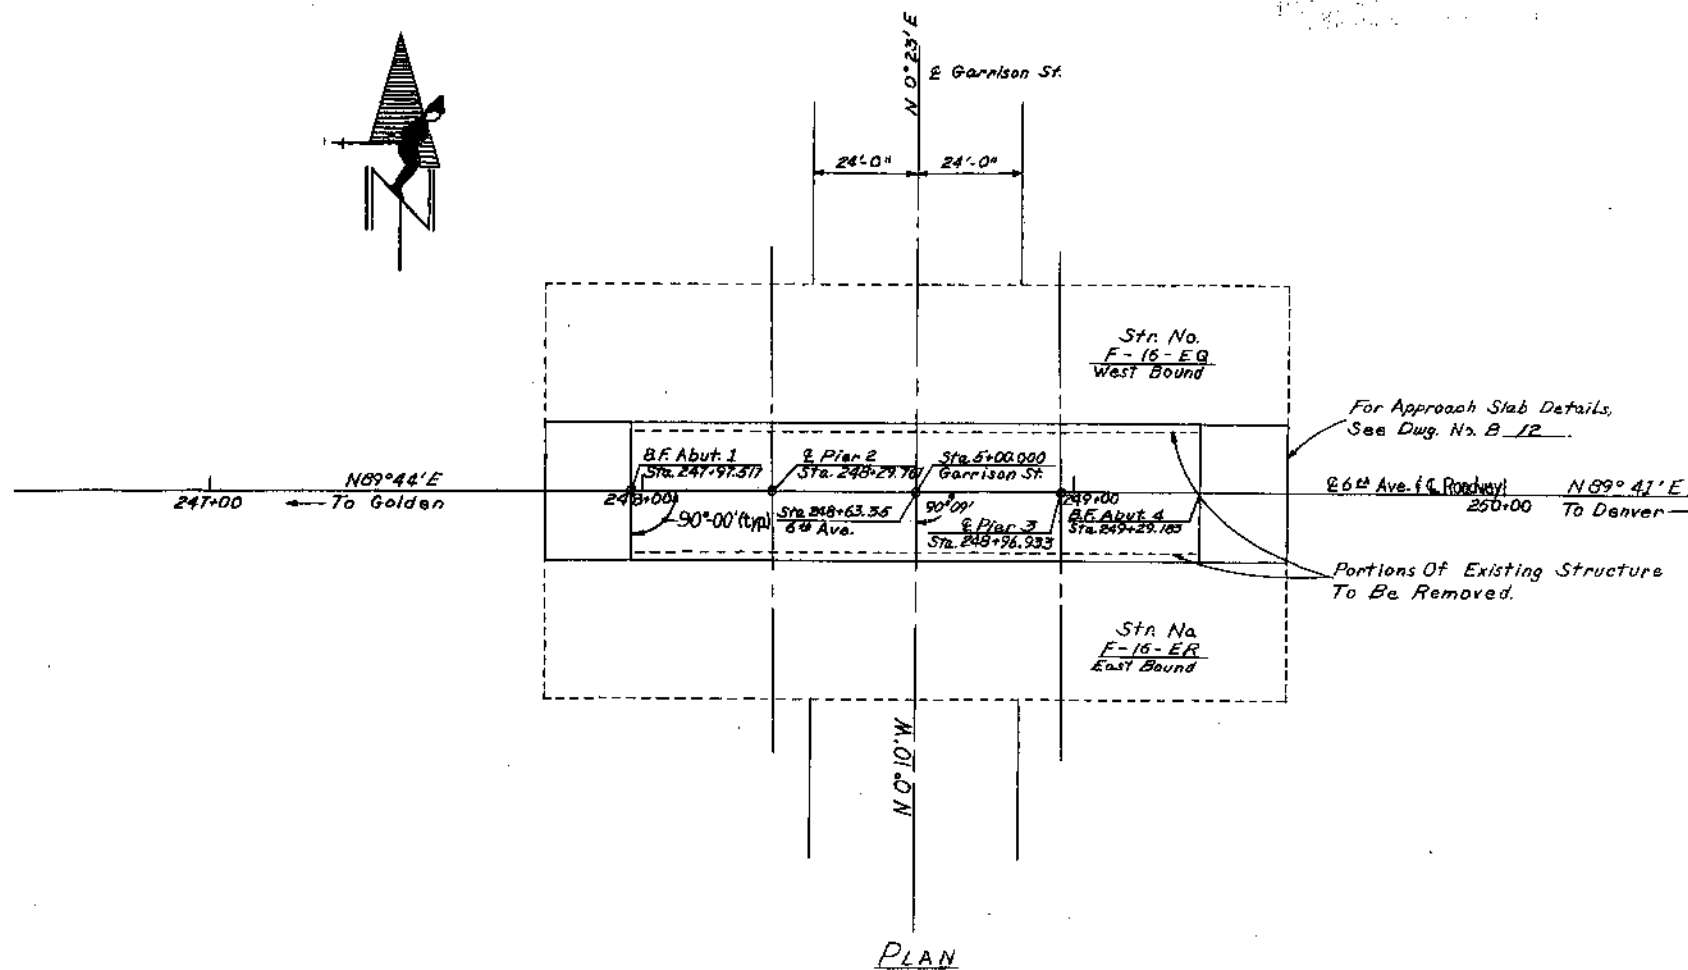 N 0°23' E
℄ Garrison St.
24'-0" 24'-0"
Str. No.
F-16-EQ
West Bound
For Approach Slab Details,
See Dwg. No. B 12.
B.F. Abut. 1
Sta. 247+97.517
℄ Pier 2
Sta. 248+29.767
Sta. 5+00.000
Garrison St.
N89°44'E
To Golden
247+00
248+00
90°-00' (typ)
Sta. 248+63.35
6th Ave.
90°09'
℄ Pier 3
Sta. 248+96.933
249+00
B.F. Abut. 4
Sta. 249+29.183
℄ 6th Ave. (℄ Roadway)
250+00
N 89° 41' E
To Denver
Portions Of Existing Structure
To Be Removed.
Str. No.
F-16-ER
East Bound
N 0°10' W
PLAN